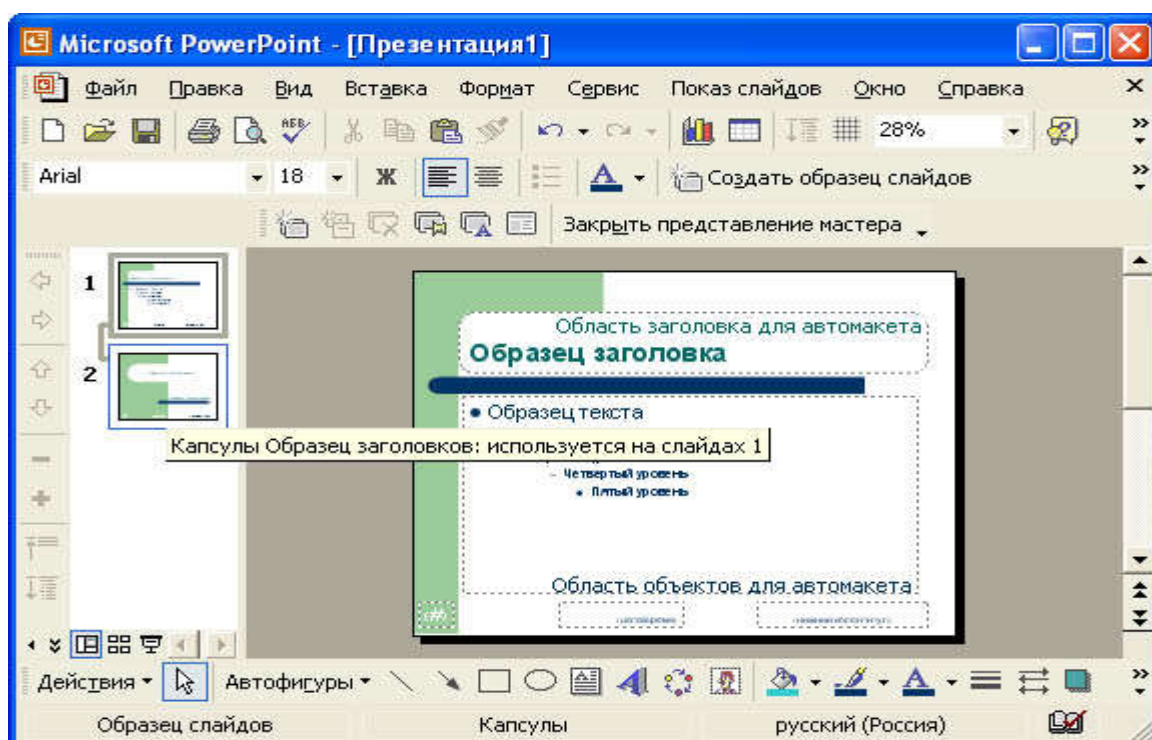 Microsoft PowerPoint - [Презентация1]
Файл Правка Вид Вставка Формат Сервис Показ слайдов Окно Справка
28%
Arial 18 Ж А Создать образец слайдов
Закрыть представление мастера
1
2
Область заголовка для автомакета
Образец заголовка
• Образец текста
Капсулы Образец заголовков: используется на слайдах 1
– Четвертый уровень
• Пятый уровень
Область объектов для автомакета
Действия Автофигуры
Образец слайдов Капсулы русский (Россия)